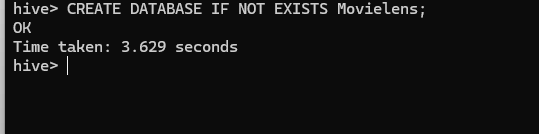 hive> CREATE DATABASE IF NOT EXISTS Movielens;
OK
Time taken: 3.629 seconds
hive>